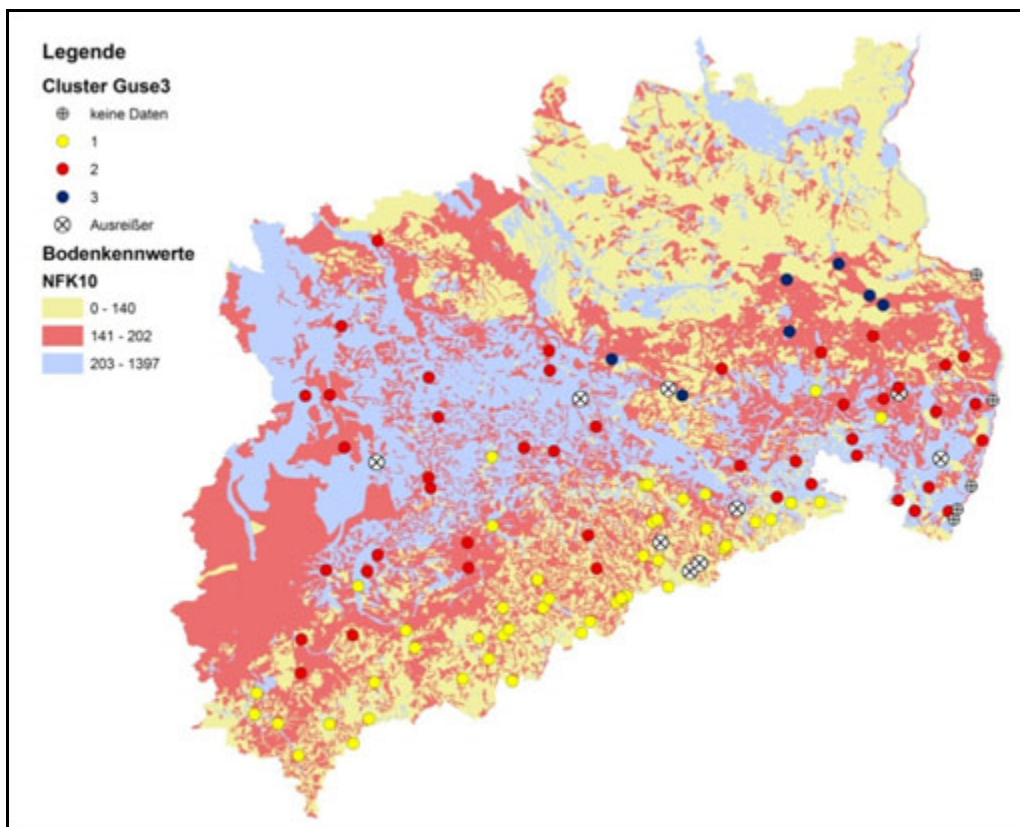 Legende
Cluster Guse3
keine Daten
1
2
3
Ausreißer
Bodenkennwerte
NFK10
0 - 140
141 - 202
203 - 1397